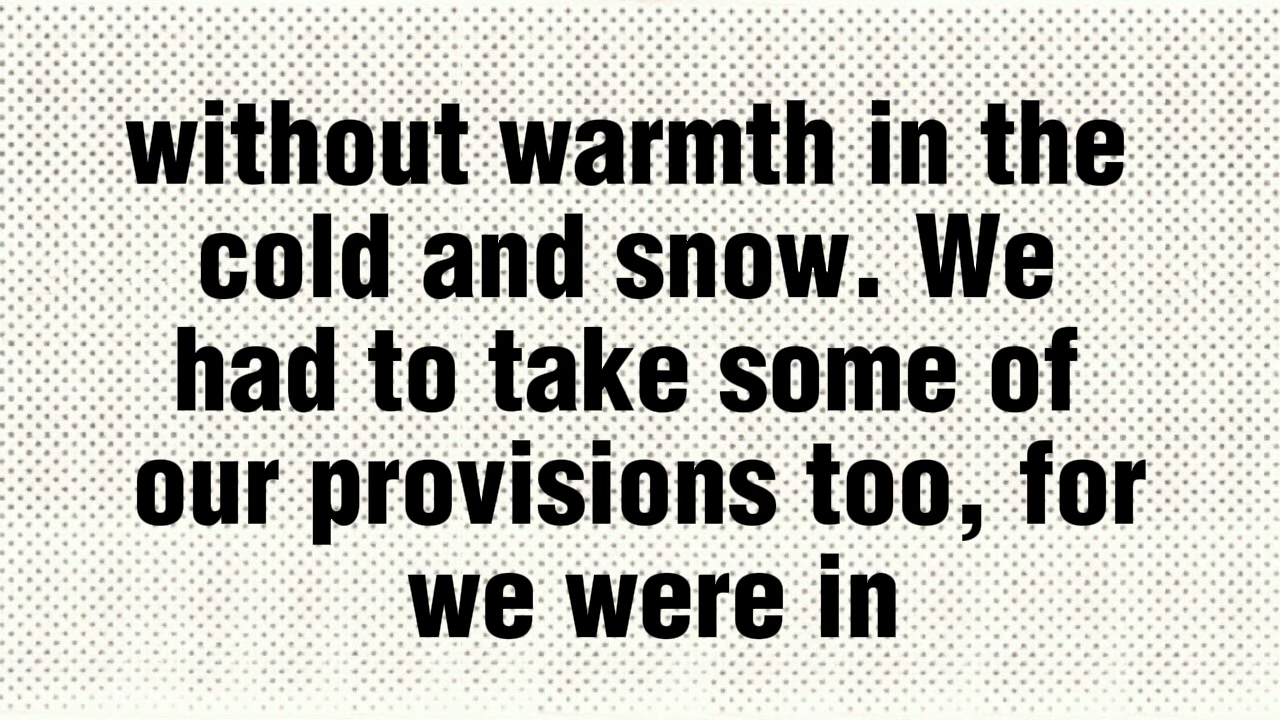 without warmth in the
cold and snow. We
had to take some of
our provisions too, for
we were in